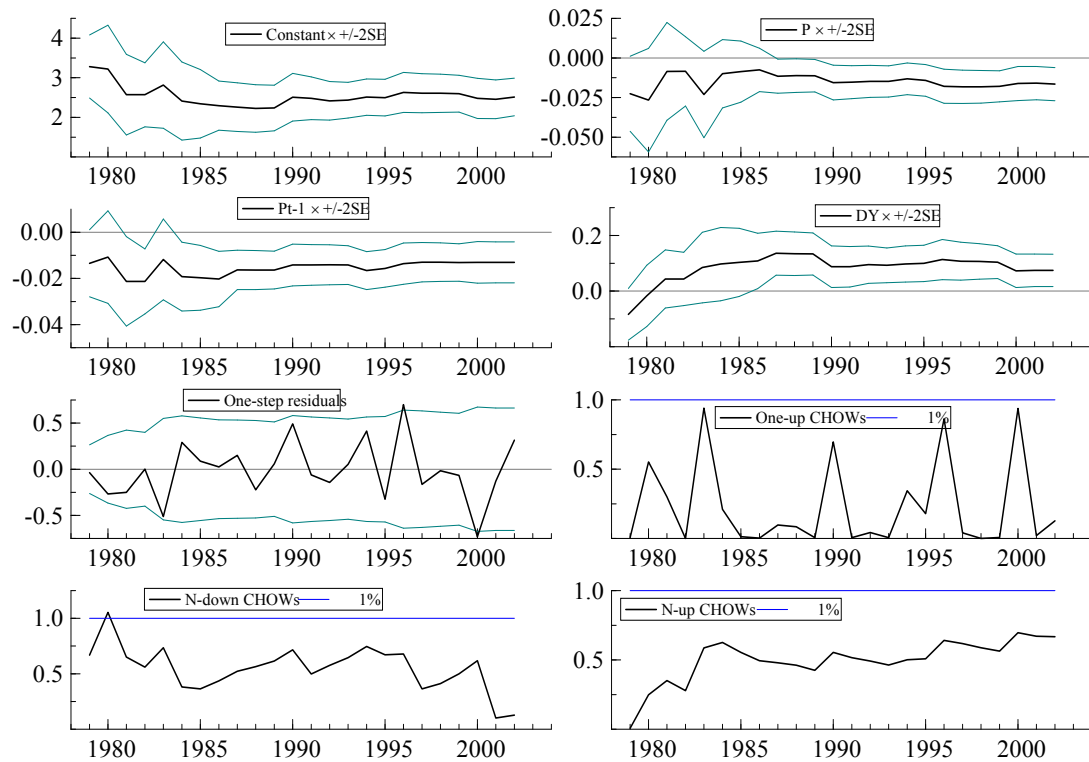 Constant × +/-2SE
4
3
2
1980 1985 1990 1995 2000
P × +/-2SE
0.025
0.000
-0.025
-0.050
1980 1985 1990 1995 2000
Pt-1 × +/-2SE
0.00
-0.02
-0.04
1980 1985 1990 1995 2000
DY × +/-2SE
0.2
0.0
1980 1985 1990 1995 2000
One-step residuals
0.5
0.0
-0.5
1980 1985 1990 1995 2000
One-up CHOWs 1%
1.0
0.5
1980 1985 1990 1995 2000
N-down CHOWs 1%
1.0
0.5
1980 1985 1990 1995 2000
N-up CHOWs 1%
1.0
0.5
1980 1985 1990 1995 2000